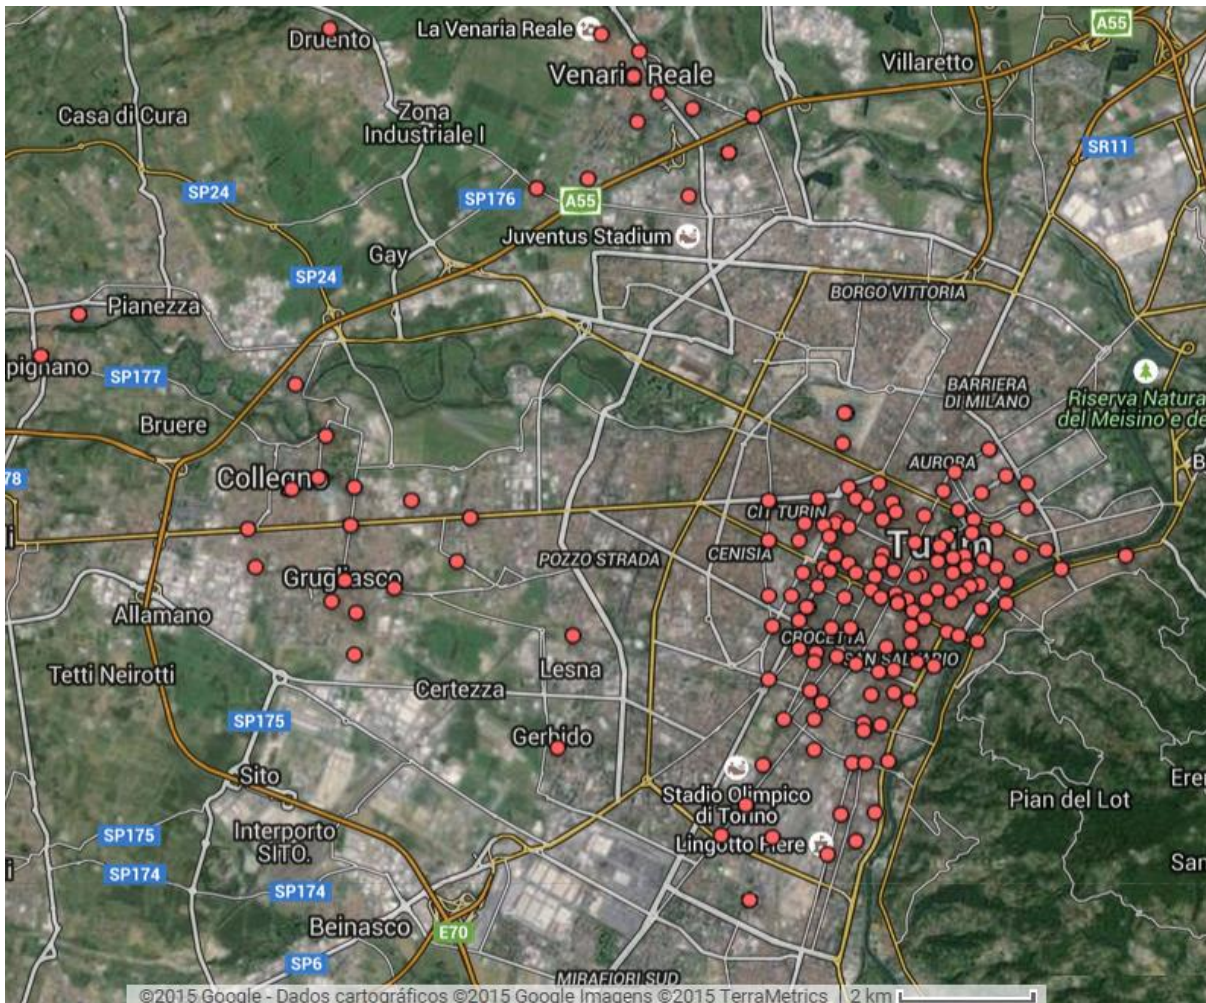 La Venaria Reale
A55
Druento
Villaretto
Venaria Reale
Casa di Cura
Zona
Industriale I
SR11
SP24
SP176
A55
Juventus Stadium
Gay
SP24
BORGO VITTORIA
Pianezza
pignano
SP177
BARRIERA
DI MILANO
Riserva Natura
del Meisino e de
Bruere
AURORA
Collegno
78
CIT TURIN
Turin
POZZO STRADA
CENISIA
Grugliasco
Allamano
CROCETTA
SAN SALVARIO
Lesna
Tetti Neirotti
Certezza
SP175
Gerbido
Sito
Stadio Olimpico
di Torino
Pian del Lot
Erer
SP175
Interporto
SITO.
Lingotto Fiere
San
SP174
SP174
Beinasco
E70
SP6
MIRAFIORI SUD
©2015 Google - Dados cartográficos ©2015 Google Imagens ©2015 TerraMetrics
2 km